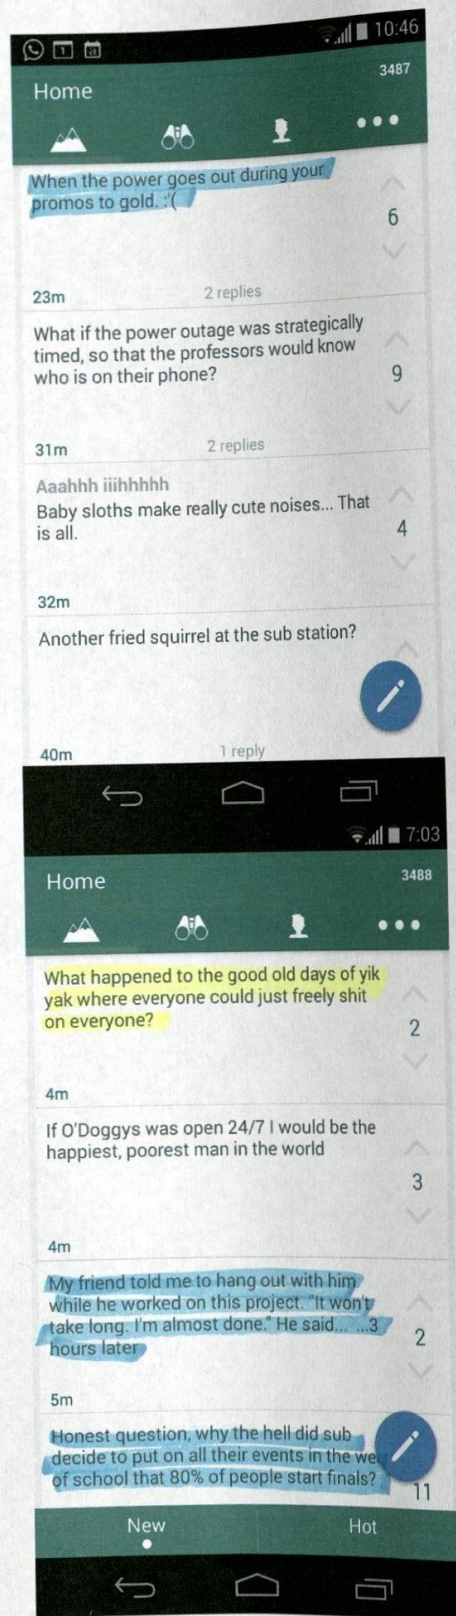 10:46
Home
3487
When the power goes out during your
promos to gold. :'(
6
23m
2 replies
What if the power outage was strategically
timed, so that the professors would know
who is on their phone?
9
31m
2 replies
Aaahhh iiihhhhh
Baby sloths make really cute noises... That
is all.
4
32m
Another fried squirrel at the sub station?
40m
1 reply
7:03
Home
3488
What happened to the good old days of yik
yak where everyone could just freely shit
on everyone?
2
4m
If O'Doggys was open 24/7 I would be the
happiest, poorest man in the world
3
4m
My friend told me to hang out with him
while he worked on this project. "It won't
take long. I'm almost done." He said... ...3
hours later
2
5m
Honest question, why the hell did sub
decide to put on all their events in the we
of school that 80% of people start finals?
11
New
Hot